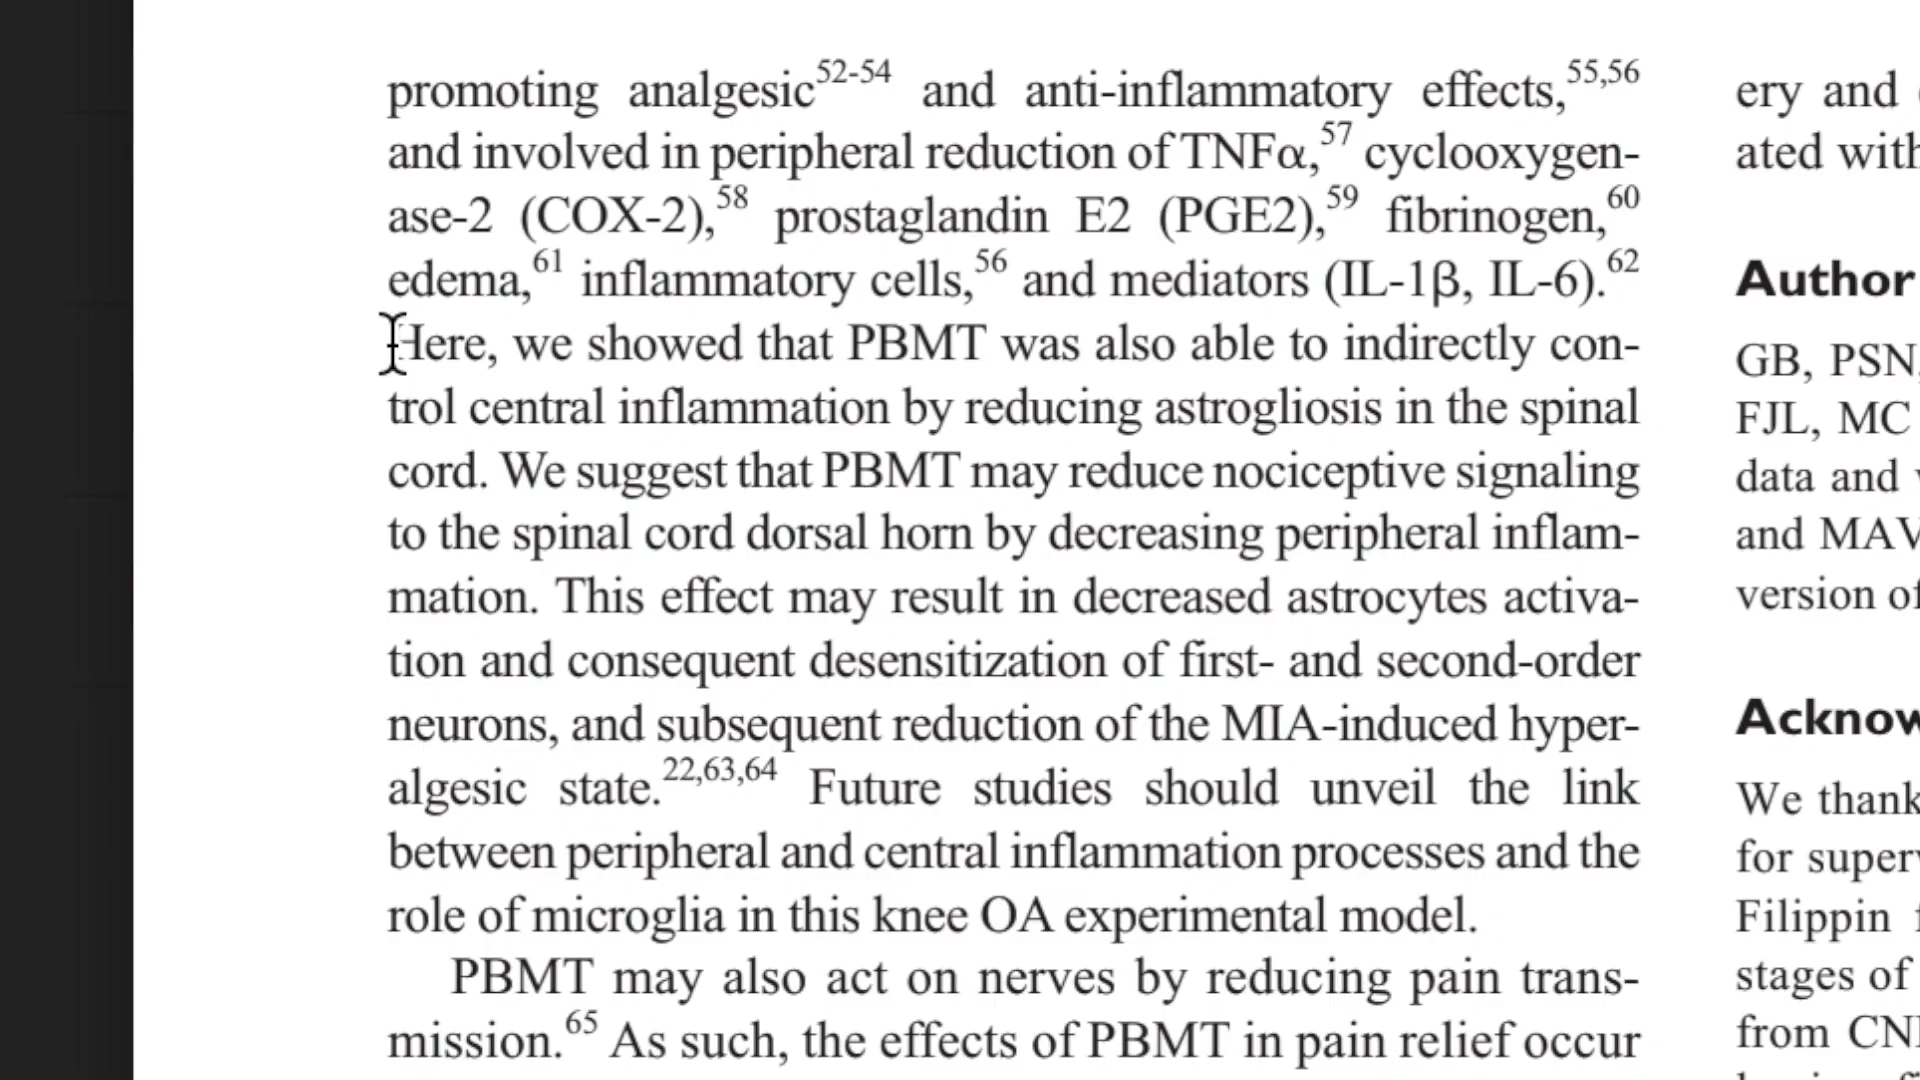 promoting analgesic52-54 and anti-inflammatory effects,55,56
and involved in peripheral reduction of TNFα,57 cyclooxygen-
ase-2 (COX-2),58 prostaglandin E2 (PGE2),59 fibrinogen,60
edema,61 inflammatory cells,56 and mediators (IL-1β, IL-6).62
Here, we showed that PBMT was also able to indirectly con-
trol central inflammation by reducing astrogliosis in the spinal
cord. We suggest that PBMT may reduce nociceptive signaling
to the spinal cord dorsal horn by decreasing peripheral inflam-
mation. This effect may result in decreased astrocytes activa-
tion and consequent desensitization of first- and second-order
neurons, and subsequent reduction of the MIA-induced hyper-
algesic state.22,63,64 Future studies should unveil the link
between peripheral and central inflammation processes and the
role of microglia in this knee OA experimental model.
PBMT may also act on nerves by reducing pain trans-
mission.65 As such, the effects of PBMT in pain relief occur
ery and
ated with
Author
GB, PSN,
FJL, MC
data and
and MAV
version of
Acknow
We thank
for superv
Filippin
stages of
from CN